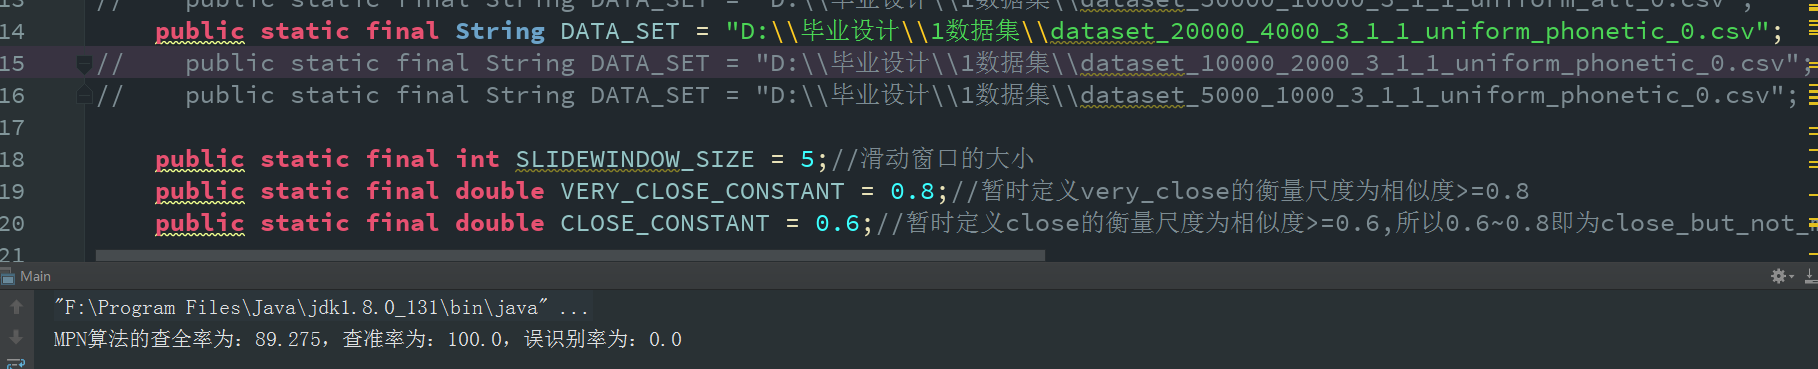 13 //    public static final String DATA_SET = "D:\\毕业设计\\1数据集\\dataset_50000_10000_3_1_1_uniform_all_0.csv";
14     public static final String DATA_SET = "D:\\毕业设计\\1数据集\\dataset_20000_4000_3_1_1_uniform_phonetic_0.csv";
15 //    public static final String DATA_SET = "D:\\毕业设计\\1数据集\\dataset_10000_2000_3_1_1_uniform_phonetic_0.csv";
16 //    public static final String DATA_SET = "D:\\毕业设计\\1数据集\\dataset_5000_1000_3_1_1_uniform_phonetic_0.csv";
17
18     public static final int SLIDEWINDOW_SIZE = 5;//滑动窗口的大小
19     public static final double VERY_CLOSE_CONSTANT = 0.8;//暂时定义very_close的衡量尺度为相似度>=0.8
20     public static final double CLOSE_CONSTANT = 0.6;//暂时定义close的衡量尺度为相似度>=0.6,所以0.6~0.8即为close_but_not_
21
Main
"F:\Program Files\Java\jdk1.8.0_131\bin\java" ...
MPN算法的查全率为: 89.275, 查准率为: 100.0, 误识别率为: 0.0